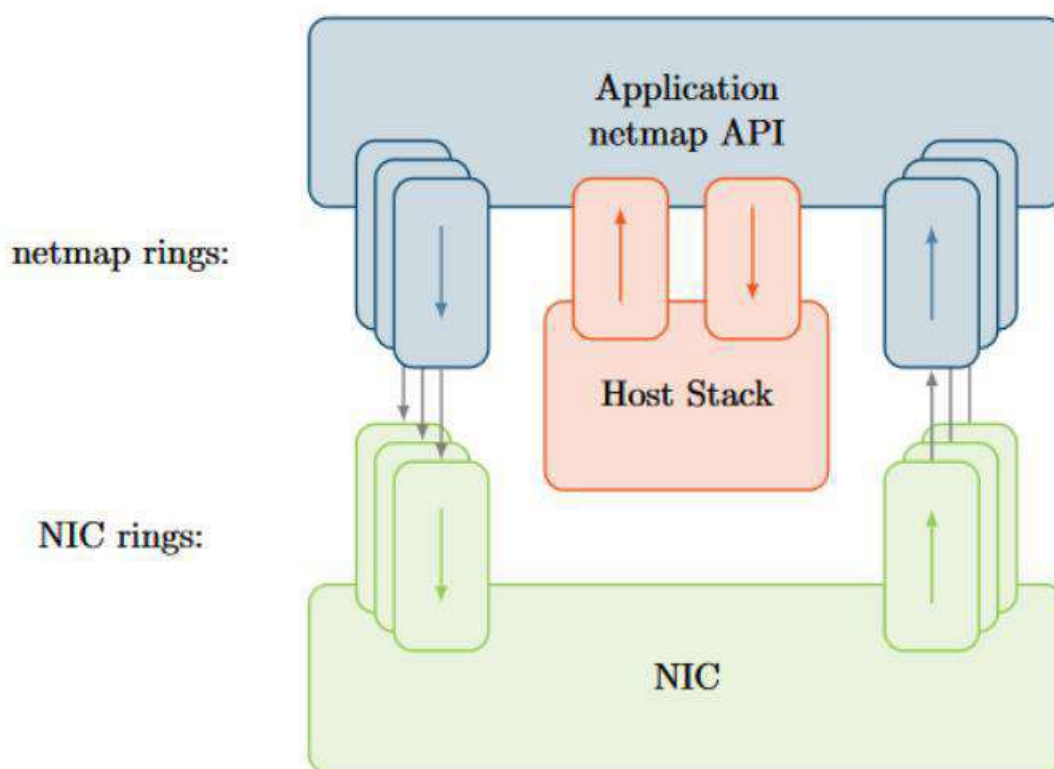 Application
netmap API
netmap rings:
Host Stack
NIC rings:
NIC